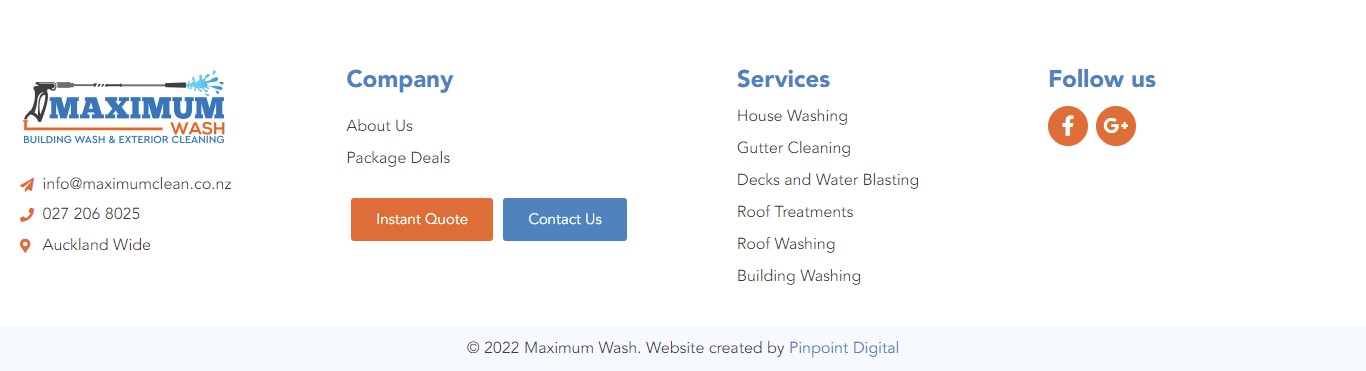 MAXIMUM
WASH
BUILDING WASH & EXTERIOR CLEANING
info@maximumclean.co.nz
027 206 8025
Auckland Wide
Company
About Us
Package Deals
Instant Quote
Contact Us
Services
House Washing
Gutter Cleaning
Decks and Water Blasting
Roof Treatments
Roof Washing
Building Washing
Follow us
f
G+
© 2022 Maximum Wash. Website created by Pinpoint Digital